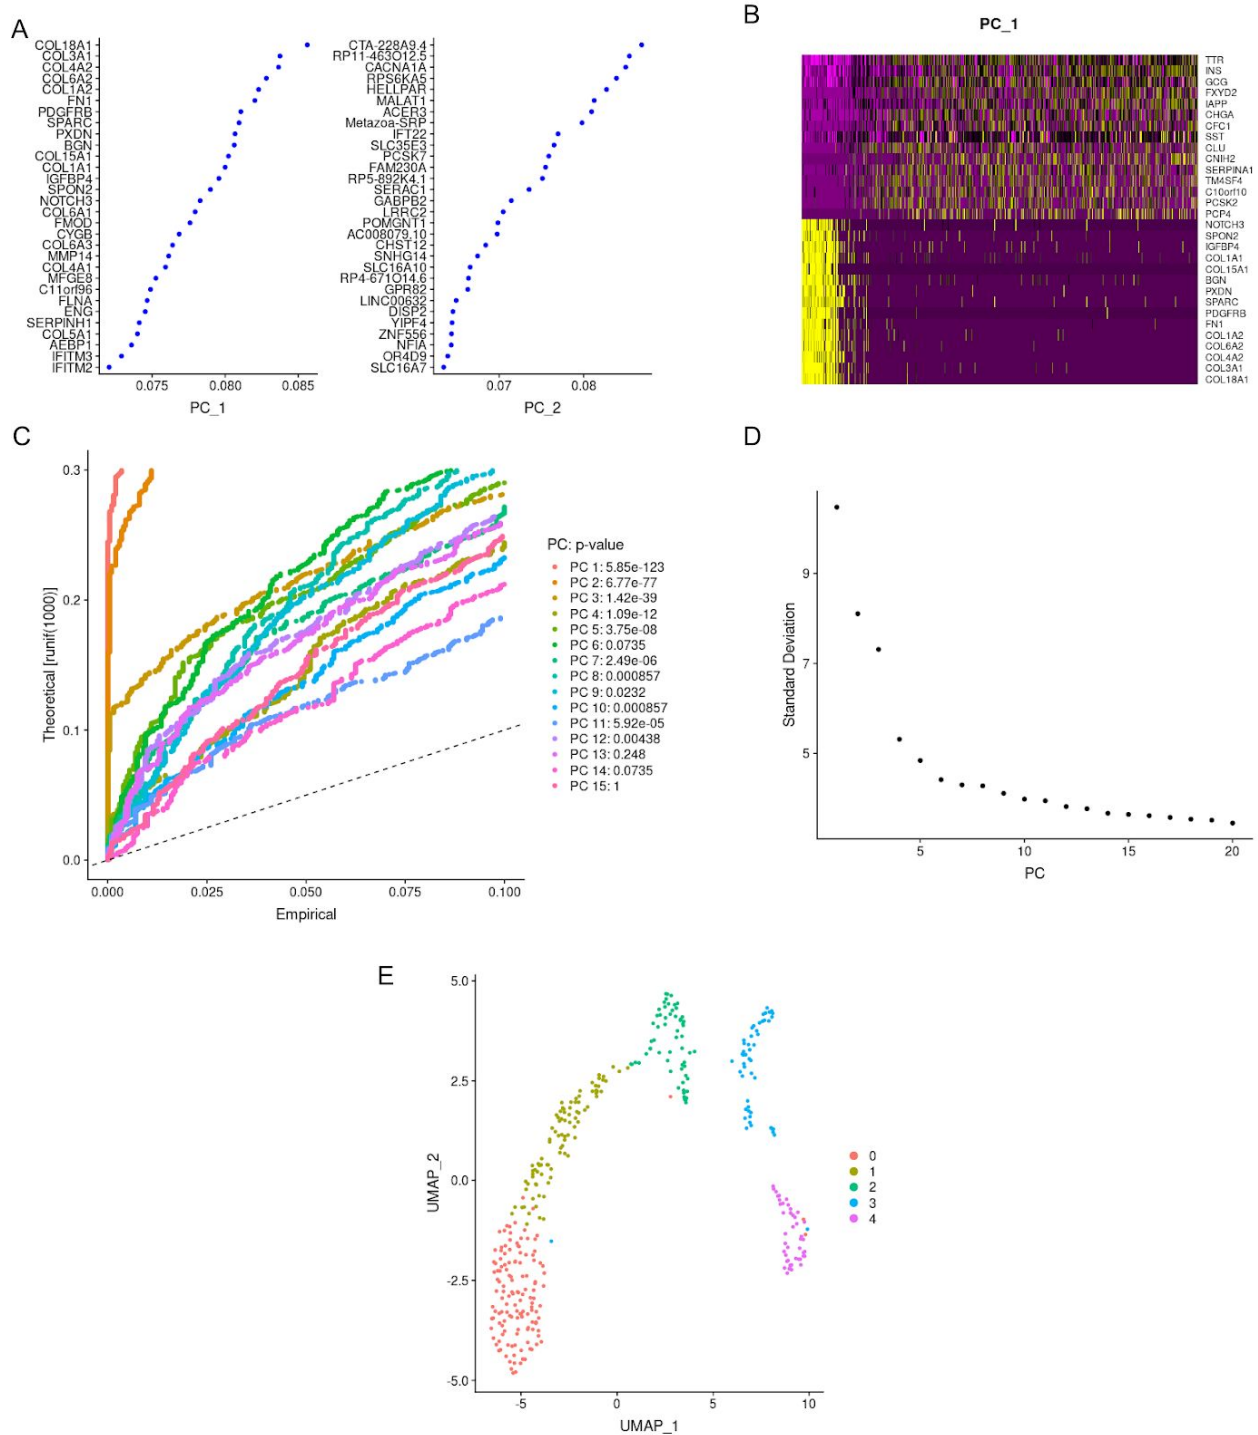 A
COL18A1
COL3A1
COL4A2
COL6A2
COL1A2
FN1
PDGFRB
SPARC
PXDN
BGN
COL15A1
COL1A1
IGFBP4
SPON2
NOTCH3
COL6A1
FMOD
CYGB
COL6A3
MMP14
COL4A1
MFGE8
C11orf96
FLNA
ENG
SERPINH1
COL5A1
AEBP1
IFITM3
IFITM2
0.075 0.080 0.085
PC_1
CTA-228A9.4
RP11-463O12.5
CACNA1A
RPS6KA5
HELLPAR
MALAT1
ACER3
Metazoa-SRP
IFT22
SLC35E3
PCSK7
FAM230A
RP5-892K4.1
SERAC1
GABPB2
LRRC2
POMGNT1
AC008079.10
CHST12
SNHG14
SLC16A10
RP4-671O14.6
GPR82
LINC00632
DISP2
YIPF4
ZNF556
NFIA
OR4D9
SLC16A7
0.07 0.08
PC_2
B
PC_1
TTR
INS
GCG
FXYD2
IAPP
CHGA
CFC1
SST
CLU
CNIH2
SERPINA1
TM4SF4
C10orf10
PCSK2
PCP4
NOTCH3
SPON2
IGFBP4
COL1A1
COL15A1
BGN
PXDN
SPARC
PDGFRB
FN1
COL1A2
COL6A2
COL4A2
COL3A1
COL18A1
C
Theoretical [runif(1000)]
0.3
0.2
0.1
0.0
0.000 0.025 0.050 0.075 0.100
Empirical
PC: p-value
PC 1: 5.85e-123
PC 2: 6.77e-77
PC 3: 1.42e-39
PC 4: 1.09e-12
PC 5: 3.75e-08
PC 6: 0.0735
PC 7: 2.49e-06
PC 8: 0.000857
PC 9: 0.0232
PC 10: 0.000857
PC 11: 5.92e-05
PC 12: 0.00438
PC 13: 0.248
PC 14: 0.0735
PC 15: 1
D
Standard Deviation
9
7
5
5 10 15 20
PC
E
UMAP_2
5.0
2.5
0.0
-2.5
-5.0
-5 0 5 10
UMAP_1
0
1
2
3
4